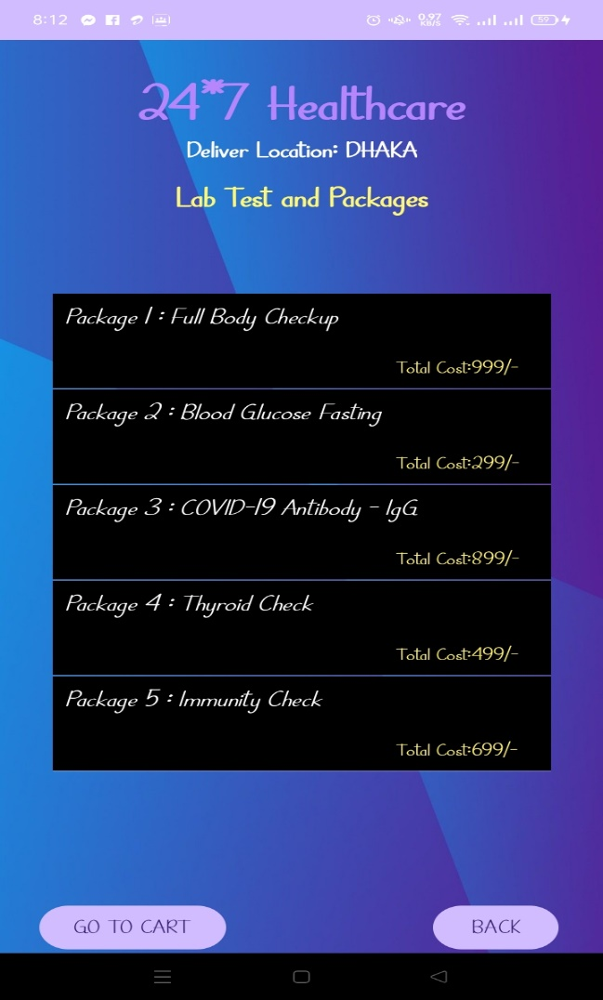 8:12
0.97
KB/S
59
24*7 Healthcare
Deliver Location: DHAKA
Lab Test and Packages
Package 1 : Full Body Checkup
Total Cost:999/-
Package 2 : Blood Glucose Fasting
Total Cost:299/-
Package 3 : COVID-19 Antibody - IgG
Total Cost:899/-
Package 4 : Thyroid Check
Total Cost:499/-
Package 5 : Immunity Check
Total Cost:699/-
GO TO CART
BACK